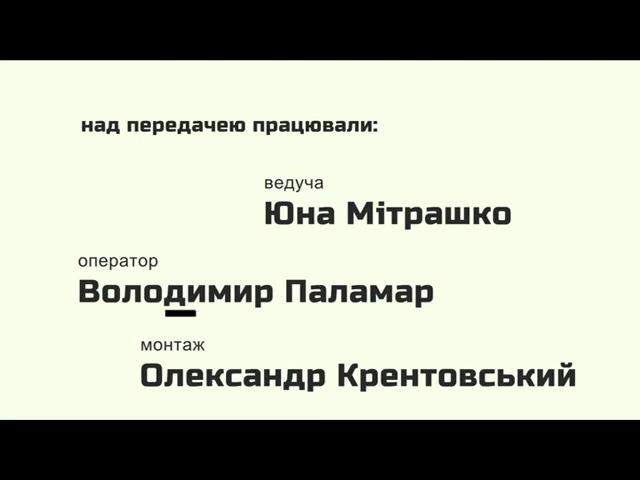 над передачею працювали:
ведуча
Юна Мітрашко
оператор
Володимир Паламар
монтаж
Олександр Крентовський